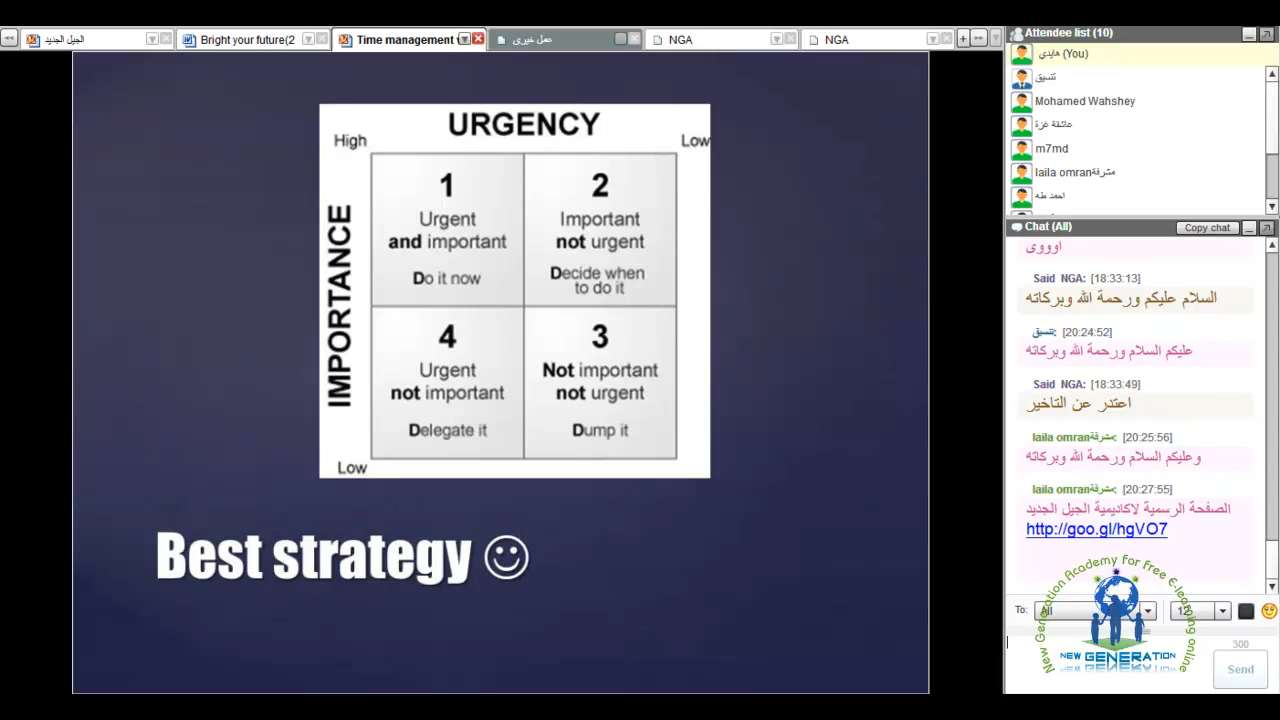 الجيل الجديد
Bright your future(2
Time management
عمل خيرى
NGA
NGA
URGENCY
High
Low
IMPORTANCE
1
Urgent
and important
Do it now
2
Important
not urgent
Decide when
to do it
4
Urgent
not important
Delegate it
3
Not important
not urgent
Dump it
Low
Best strategy ☺
Attendee list (10)
هايدي (You)
تنسيق
Mohamed Wahshey
عاشقة غزة
m7md
laila omranمشرفة
احمد طه
Chat (All)
Copy chat
اوووى
Said NGA: [18:33:13]
السلام عليكم ورحمة الله وبركاته
تنسيق: [20:24:52]
عليكم السلام ورحمة الله وبركاته
Said NGA: [18:33:49]
اعتدر عن التاخير
laila omranمشرفة: [20:25:56]
وعليكم السلام ورحمة الله وبركاته
laila omranمشرفة: [20:27:55]
الصفحة الرسمية لاكاديمية الجيل الجديد
http://goo.gl/hgVO7
To:
All
12
300
Send
New Generation Academy for Free E-learning online
NEW GENERATION